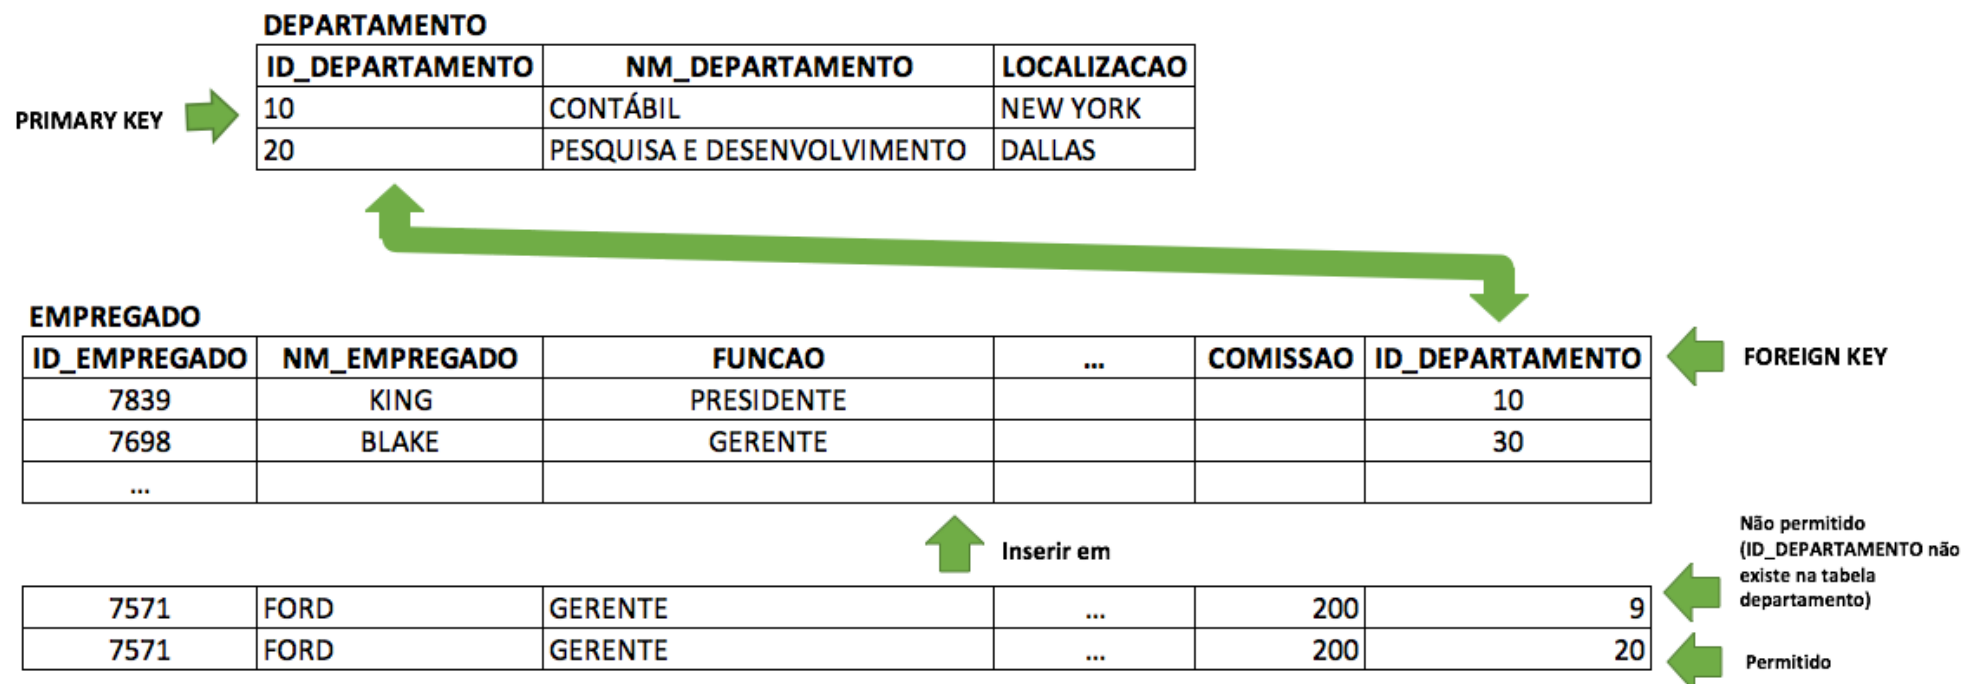 DEPARTAMENTO
ID_DEPARTAMENTO NM_DEPARTAMENTO LOCALIZACAO
PRIMARY KEY 10 CONTÁBIL NEW YORK
20 PESQUISA E DESENVOLVIMENTO DALLAS
EMPREGADO
ID_EMPREGADO NM_EMPREGADO FUNCAO ... COMISSAO ID_DEPARTAMENTO FOREIGN KEY
7839 KING PRESIDENTE 10
7698 BLAKE GERENTE 30
...
Inserir em
Não permitido
(ID_DEPARTAMENTO não
existe na tabela
departamento)
7571 FORD GERENTE ... 200 9
7571 FORD GERENTE ... 200 20
Permitido